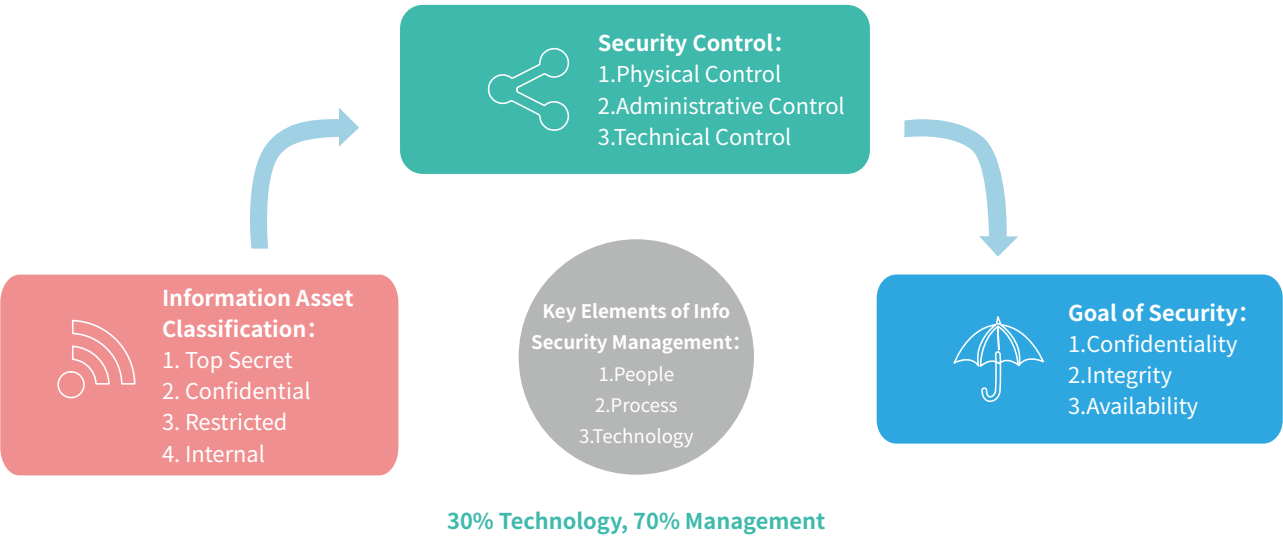 Security Control：
1.Physical Control
2.Administrative Control
3.Technical Control
Information Asset
Classification：
1. Top Secret
2. Confidential
3. Restricted
4. Internal
Key Elements of Info
Security Management：
1.People
2.Process
3.Technology
Goal of Security：
1.Confidentiality
2.Integrity
3.Availability
30% Technology, 70% Management